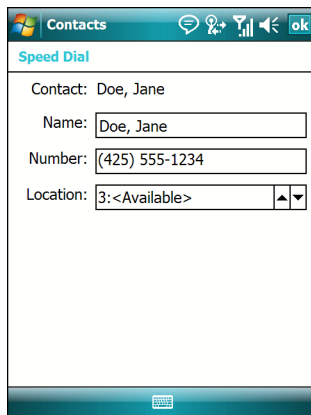 Contacts ok
Speed Dial
Contact: Doe, Jane
Name: Doe, Jane
Number: (425) 555-1234
Location: 3:<Available>